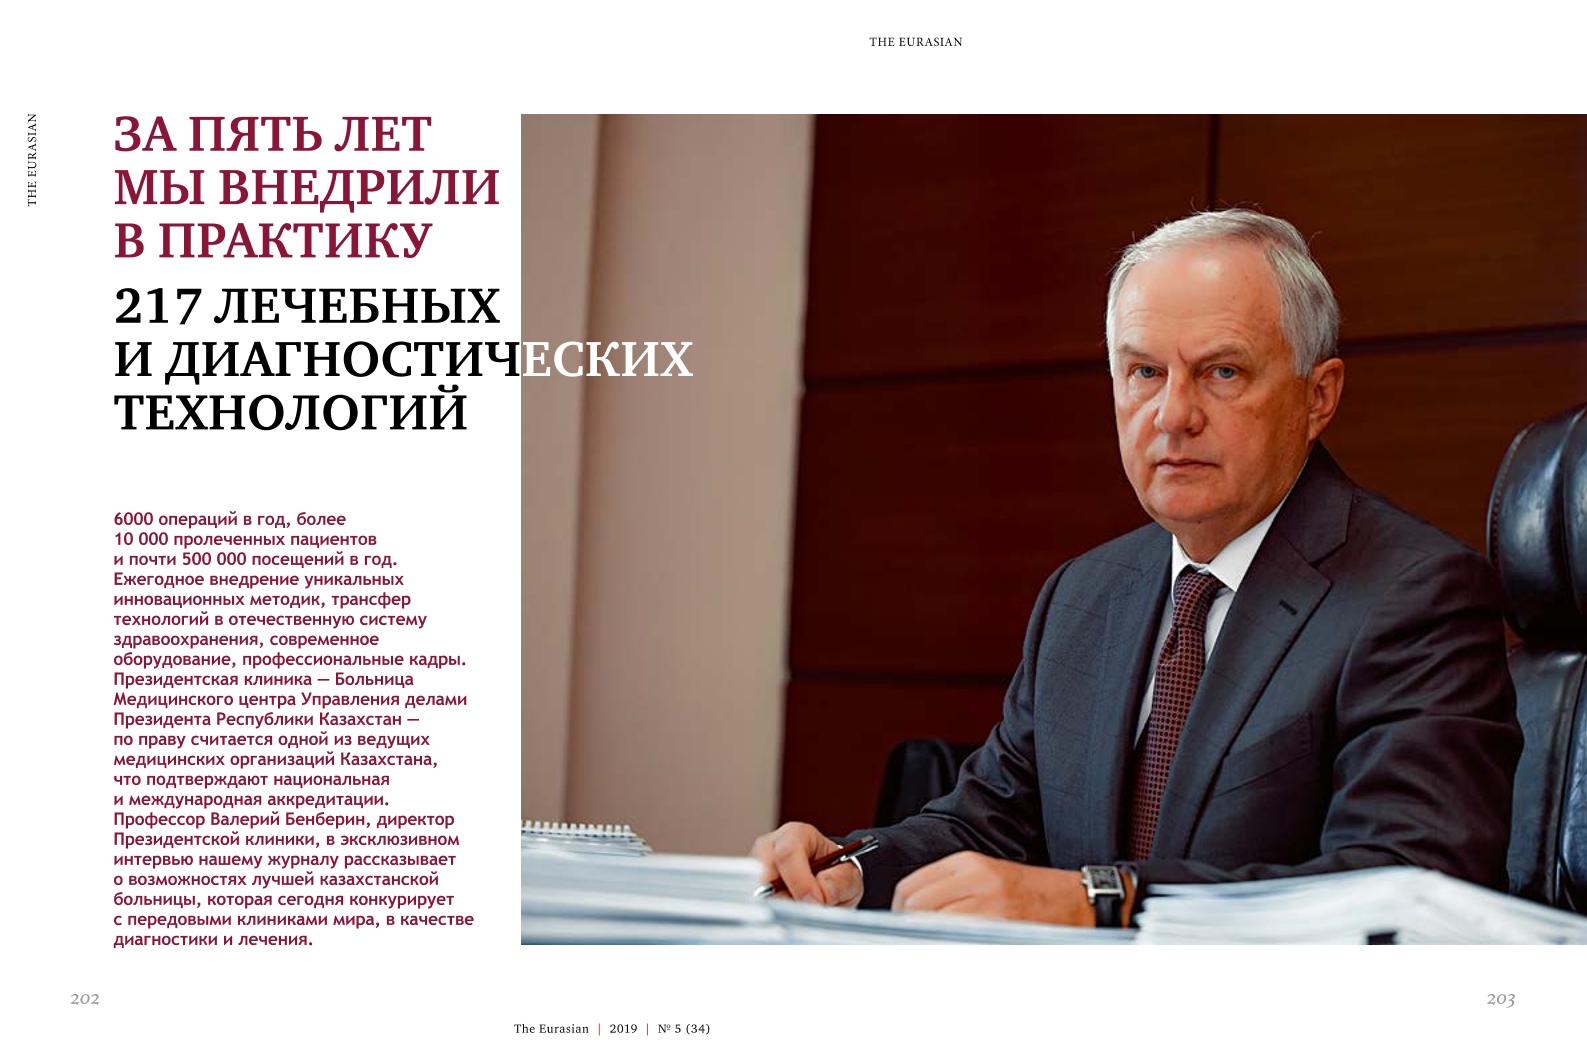 THE EURASIAN
THE EURASIAN
ЗА ПЯТЬ ЛЕТ
МЫ ВНЕДРИЛИ
В ПРАКТИКУ
217 ЛЕЧЕБНЫХ
И ДИАГНОСТИЧЕСКИХ
ТЕХНОЛОГИЙ
6000 операций в год, более
10 000 пролеченных пациентов
и почти 500 000 посещений в год.
Ежегодное внедрение уникальных
инновационных методик, трансфер
технологий в отечественную систему
здравоохранения, современное
оборудование, профессиональные кадры.
Президентская клиника — Больница
Медицинского центра Управления делами
Президента Республики Казахстан —
по праву считается одной из ведущих
медицинских организаций Казахстана,
что подтверждают национальная
и международная аккредитации.
Профессор Валерий Бенберин, директор
Президентской клиники, в эксклюзивном
интервью нашему журналу рассказывает
о возможностях лучшей казахстанской
больницы, которая сегодня конкурирует
с передовыми клиниками мира, в качестве
диагностики и лечения.
202
203
The Eurasian | 2019 | № 5 (34)